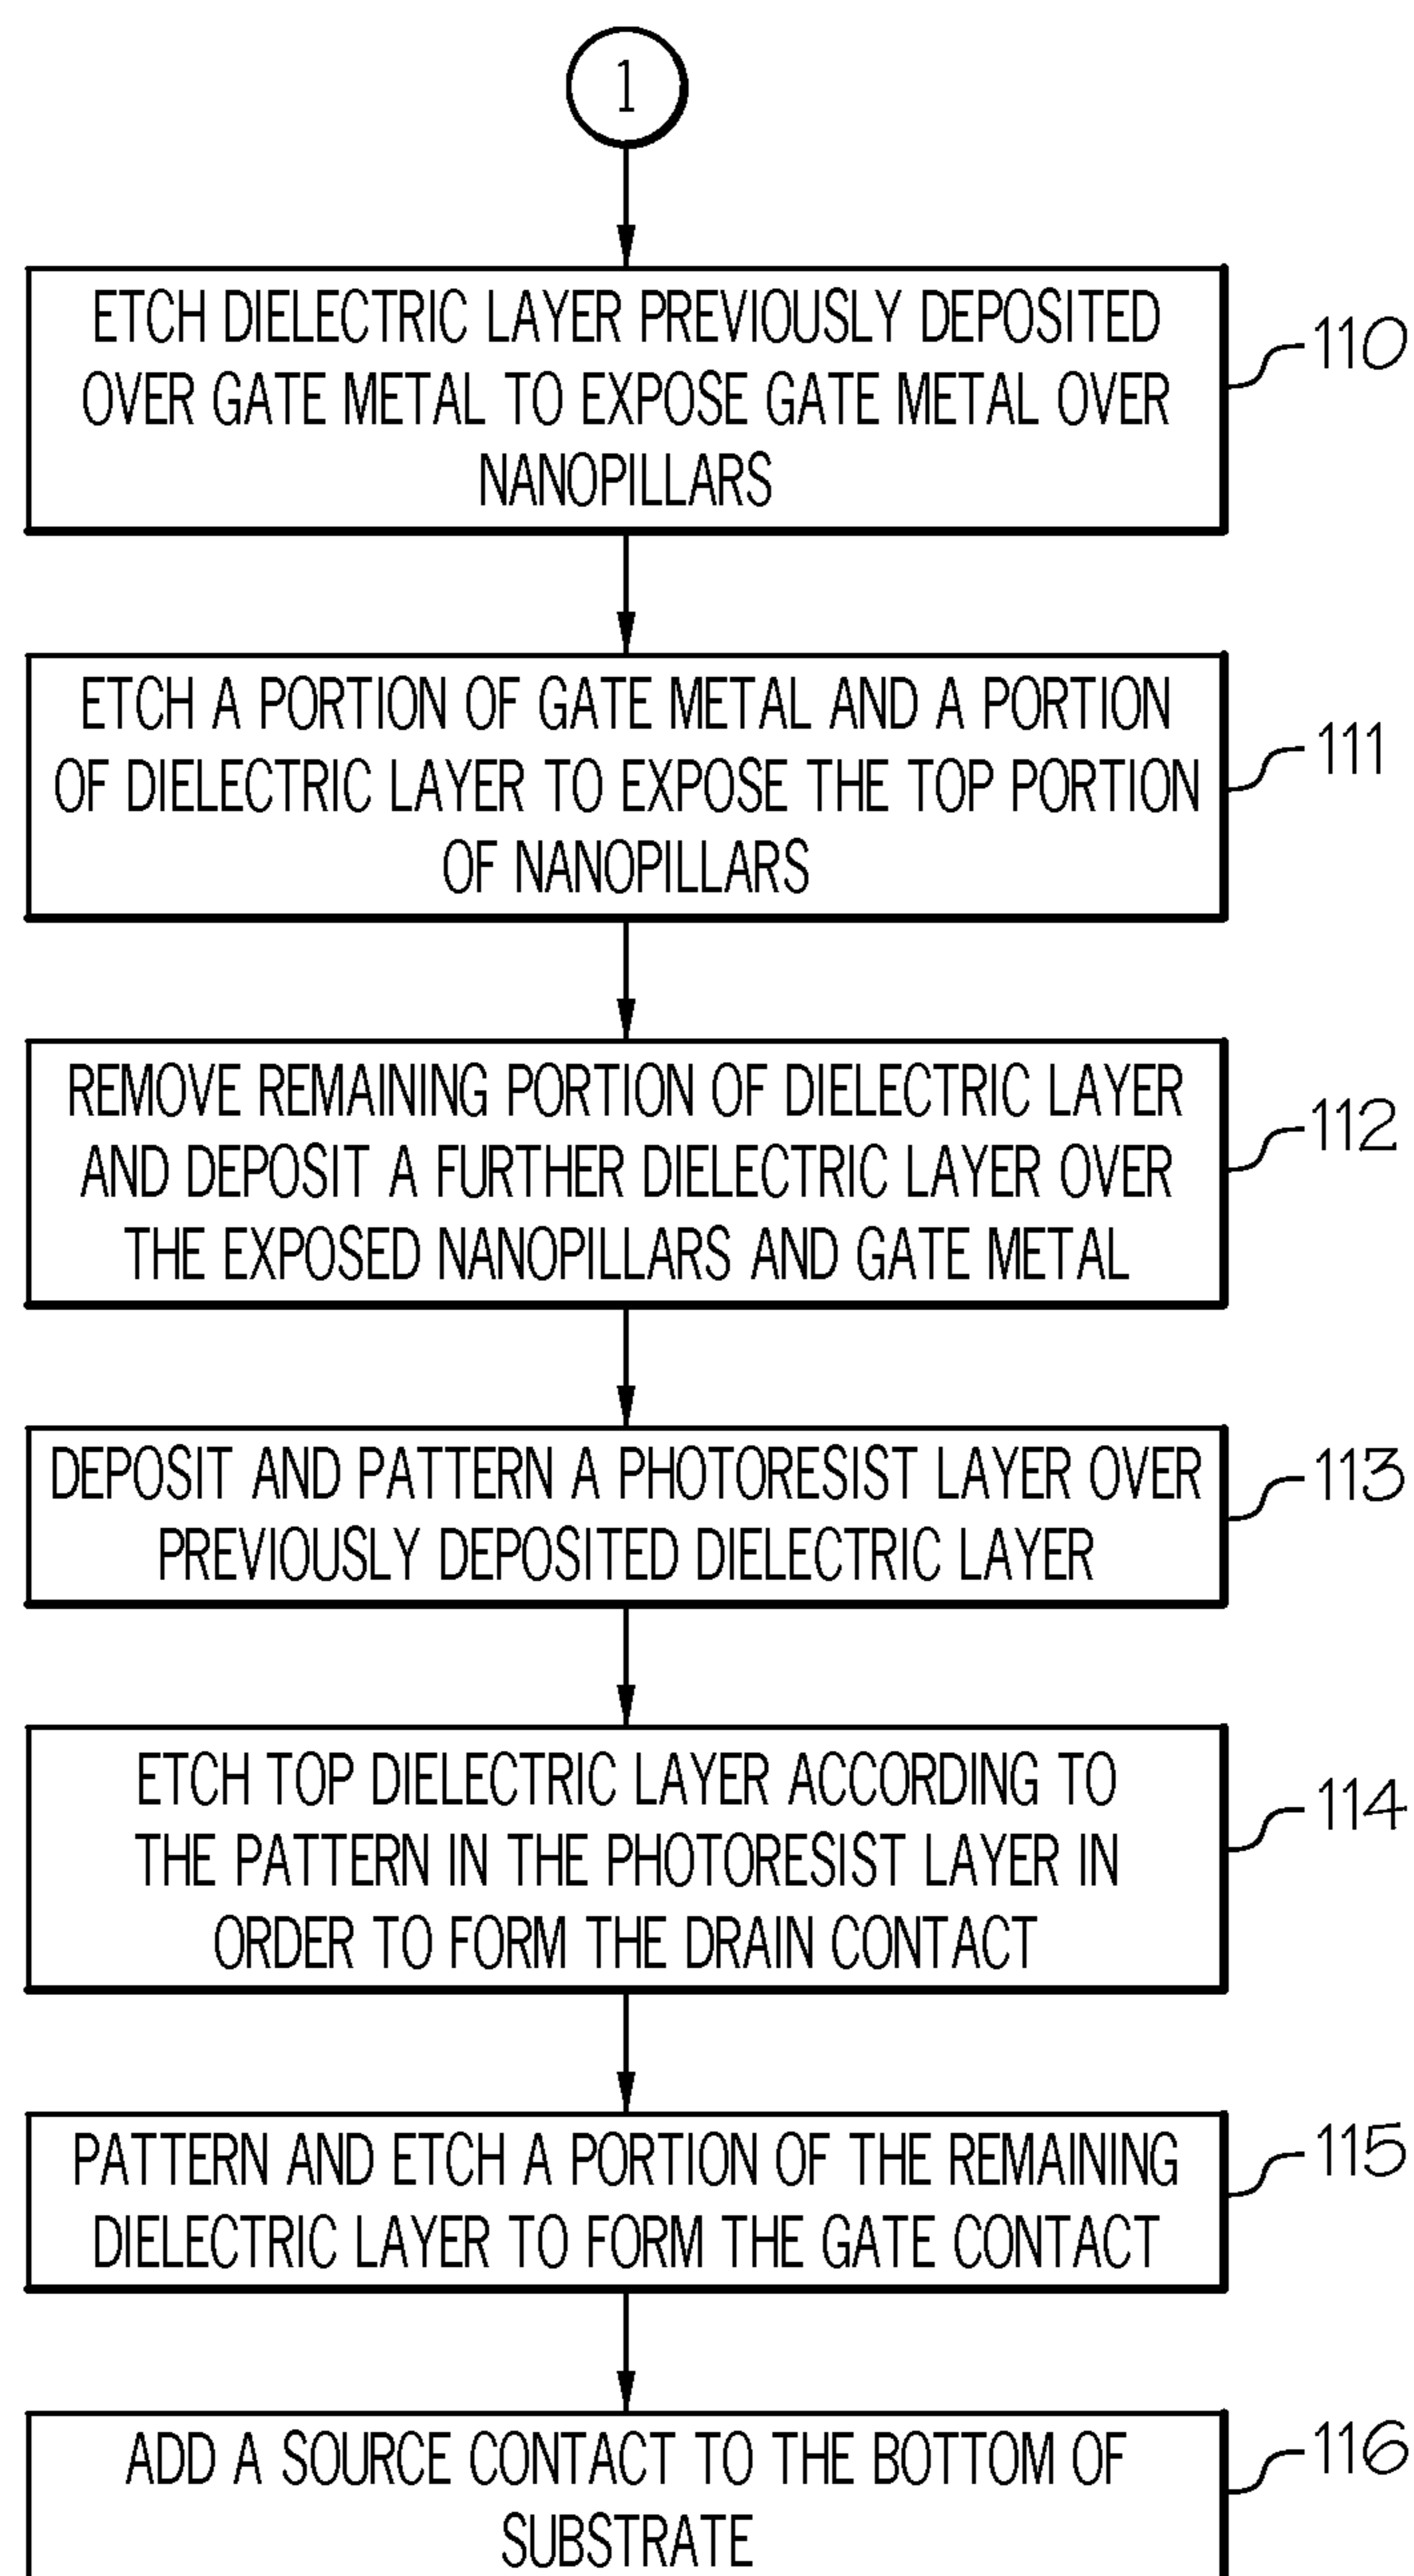 1
ETCH DIELECTRIC LAYER PREVIOUSLY DEPOSITED
OVER GATE METAL TO EXPOSE GATE METAL OVER
NANOPILLARS
110
ETCH A PORTION OF GATE METAL AND A PORTION
OF DIELECTRIC LAYER TO EXPOSE THE TOP PORTION
OF NANOPILLARS
111
REMOVE REMAINING PORTION OF DIELECTRIC LAYER
AND DEPOSIT A FURTHER DIELECTRIC LAYER OVER
THE EXPOSED NANOPILLARS AND GATE METAL
112
DEPOSIT AND PATTERN A PHOTORESIST LAYER OVER
PREVIOUSLY DEPOSITED DIELECTRIC LAYER
113
ETCH TOP DIELECTRIC LAYER ACCORDING TO
THE PATTERN IN THE PHOTORESIST LAYER IN
ORDER TO FORM THE DRAIN CONTACT
114
PATTERN AND ETCH A PORTION OF THE REMAINING
DIELECTRIC LAYER TO FORM THE GATE CONTACT
115
ADD A SOURCE CONTACT TO THE BOTTOM OF
SUBSTRATE
116